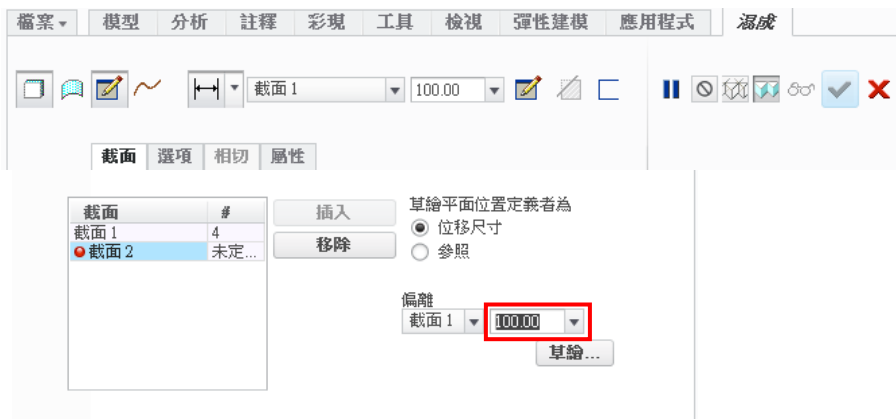 檔案 模型 分析 註釋 彩現 工具 檢視 彈性建模 應用程式 混成
截面 1 100.00
截面 選項 相切 屬性
截面 #
截面 1 4
截面 2 未定...
插入
移除
草繪平面位置定義者為
位移尺寸
參照
偏離
截面 1 100.00
草繪...